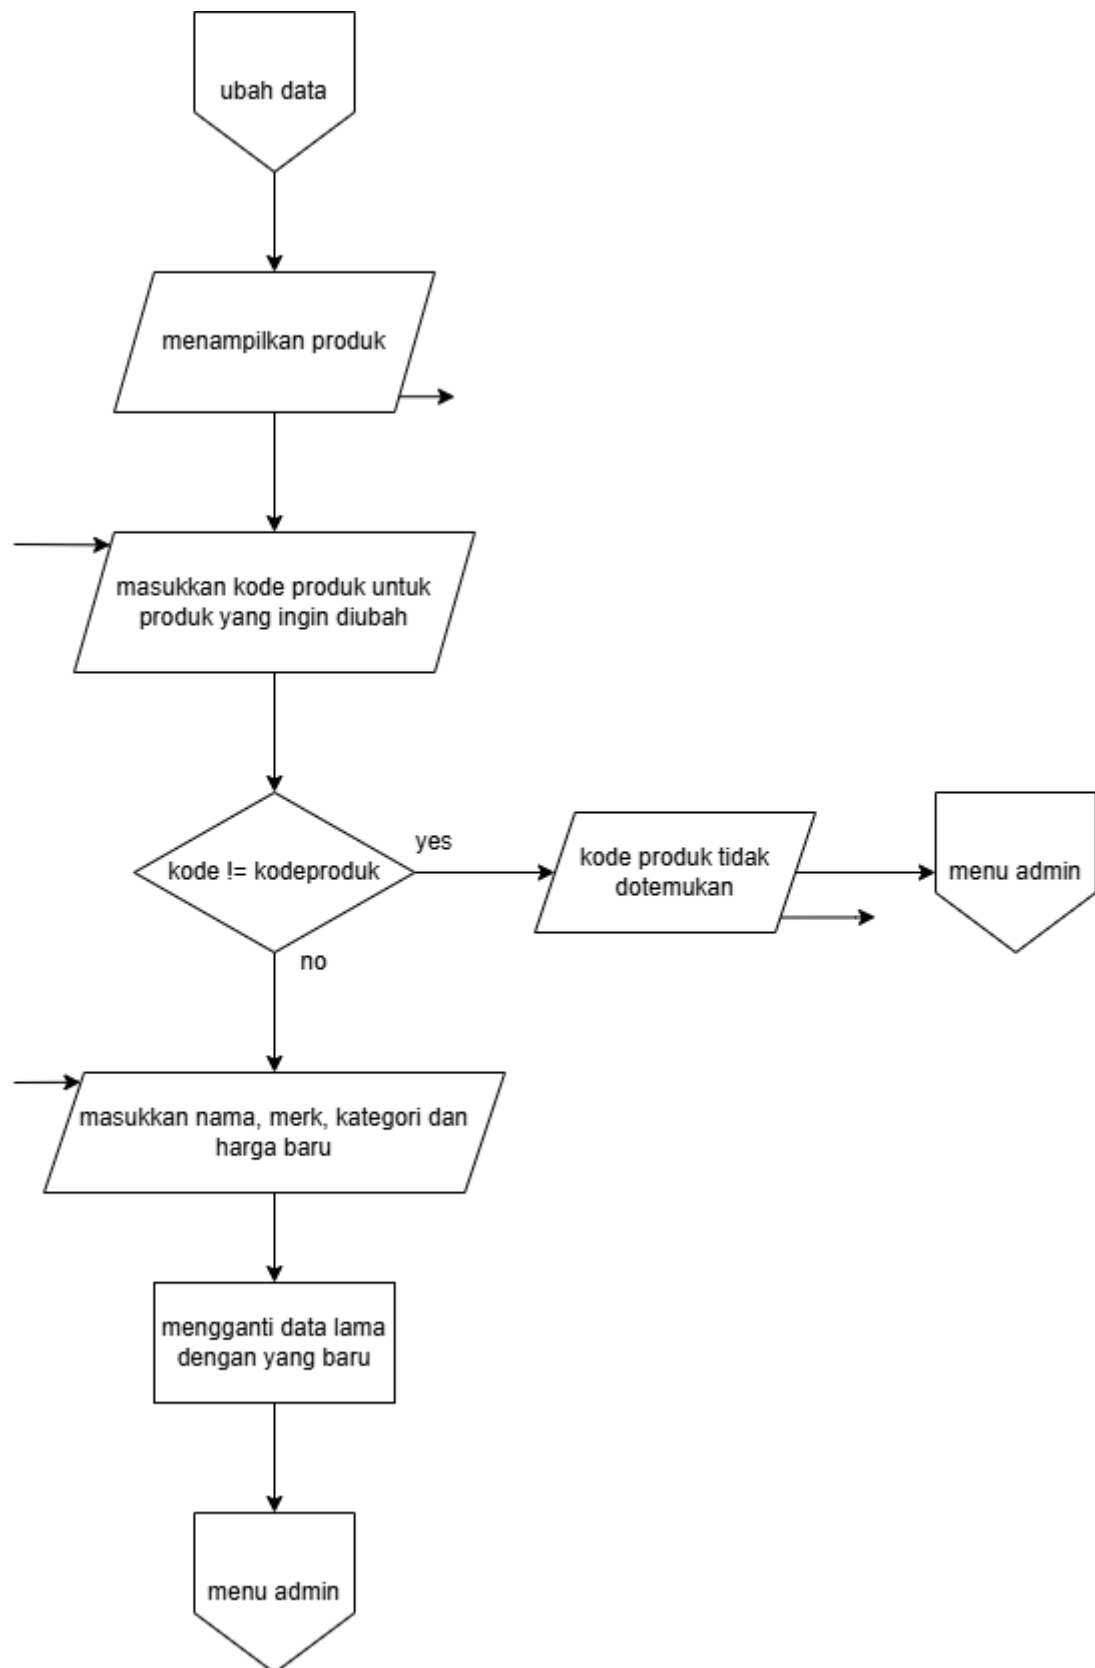 ubah data
menampilkan produk
masukkan kode produk untuk
produk yang ingin diubah
kode != kodeproduk
yes
kode produk tidak
dotemukan
menu admin
no
masukkan nama, merk, kategori dan
harga baru
mengganti data lama
dengan yang baru
menu admin